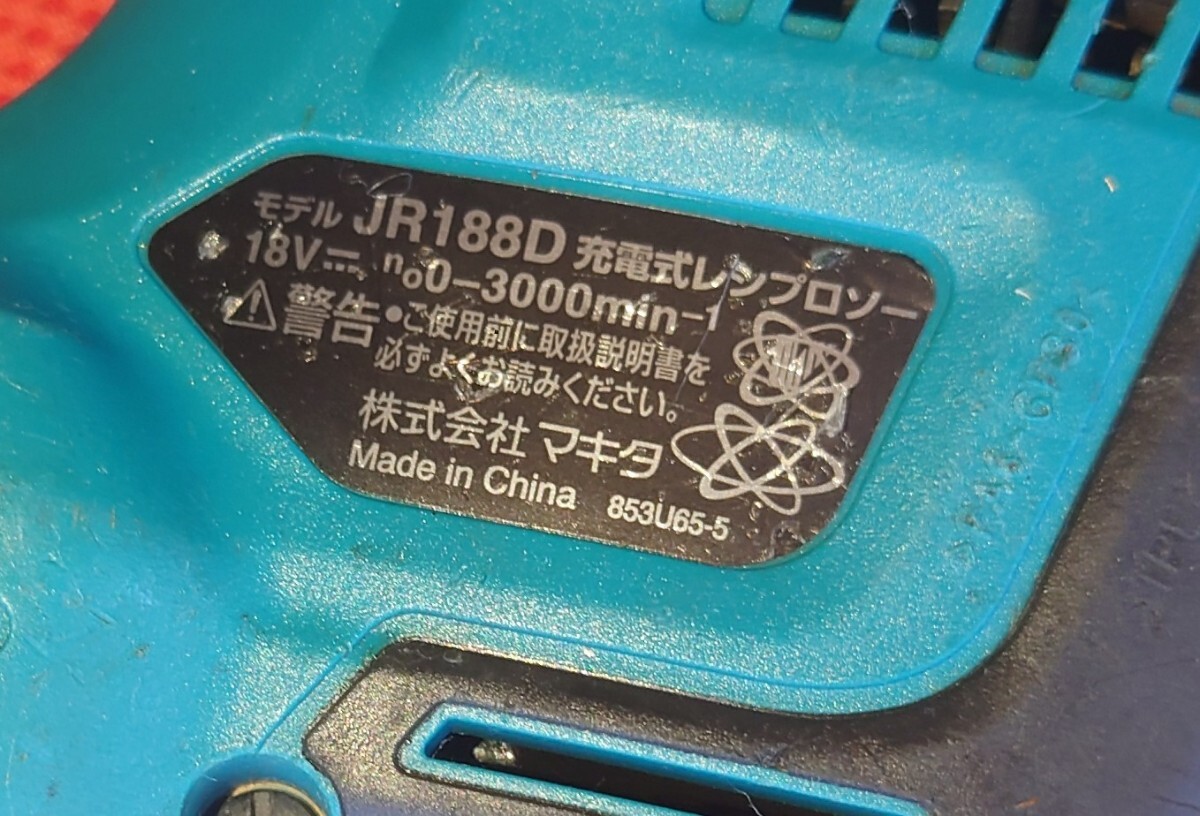 モデル JR188D 充電式レシプロソー
18V⎓ n₀0-3000min-1
⚠警告 •ご使用前に取扱説明書を
必ずよくお読みください。
株式会社 マキタ
Made in China 853U65-5